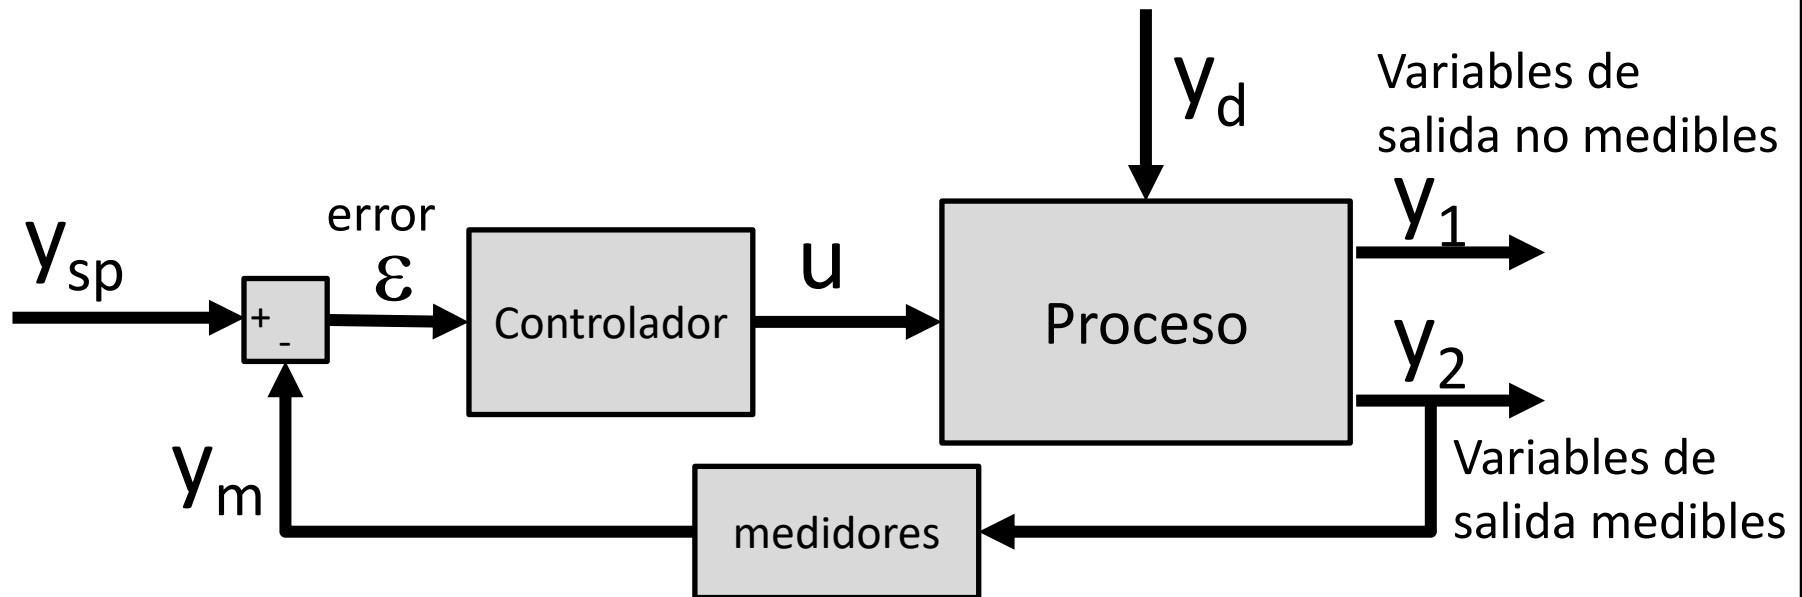 y_d
Variables de
salida no medibles
y_1
y_sp
error
ε
+
-
Controlador
u
Proceso
y_2
Variables de
salida medibles
y_m
medidores